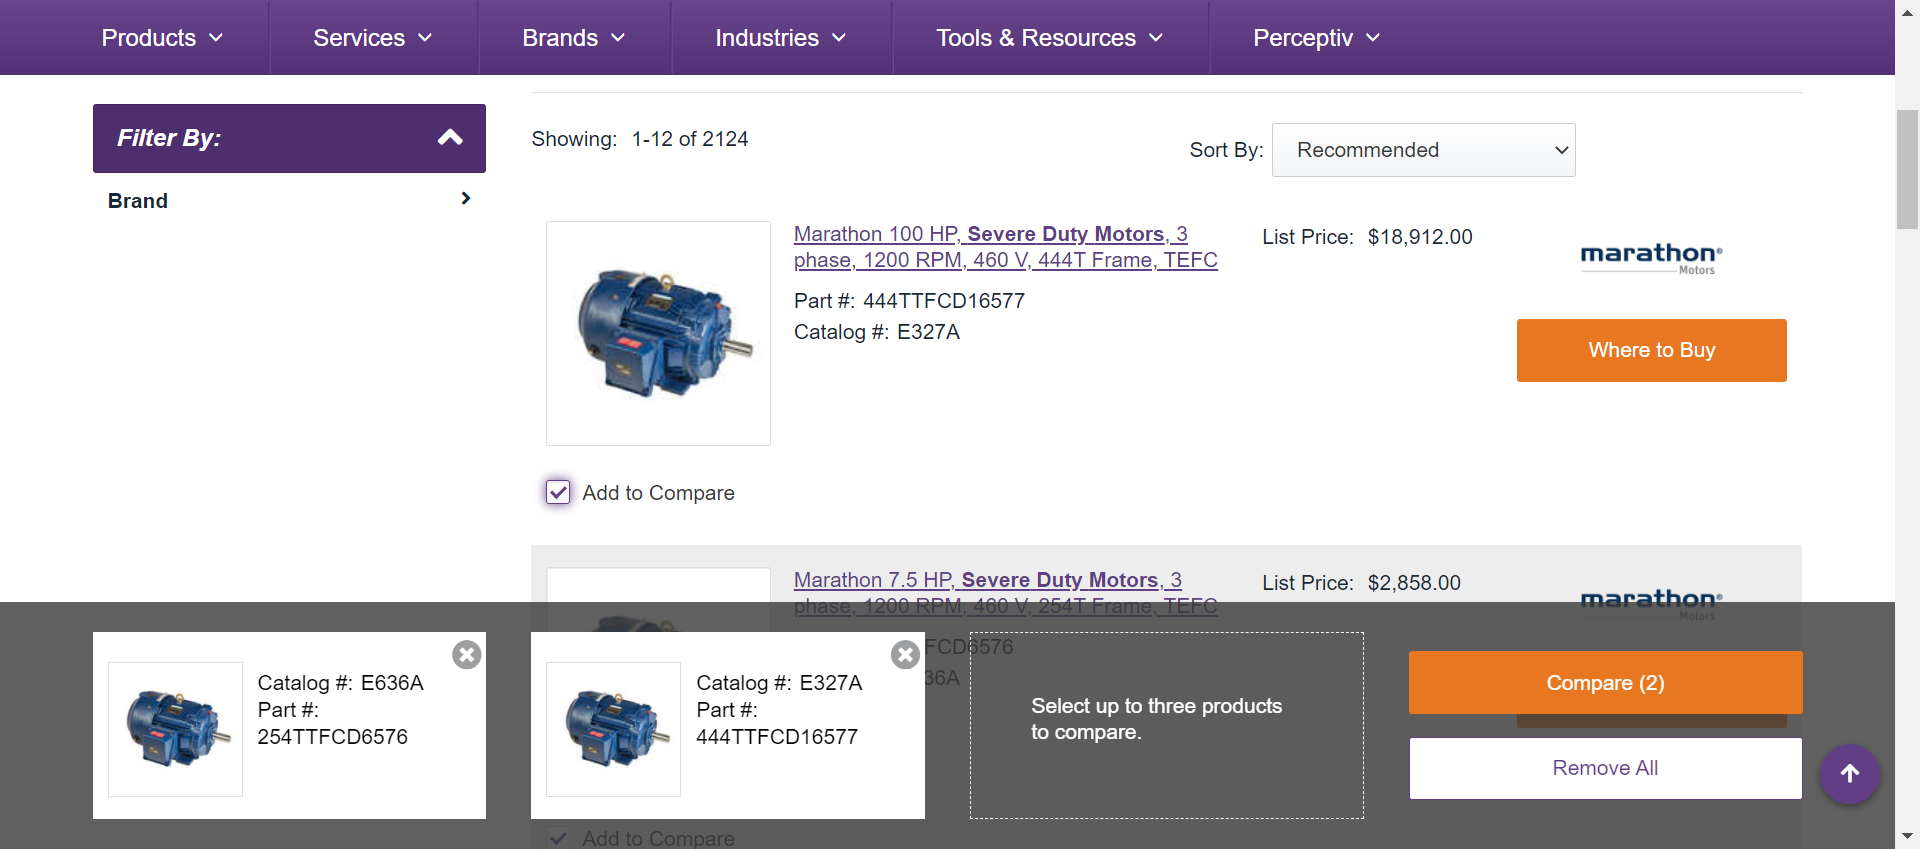 Products
Services
Brands
Industries
Tools & Resources
Perceptiv
Filter By:
Brand
Showing: 1-12 of 2124
Sort By: Recommended
Marathon 100 HP, Severe Duty Motors, 3
phase, 1200 RPM, 460 V, 444T Frame, TEFC
Part #: 444TTFCD16577
Catalog #: E327A
List Price: $18,912.00
marathon®
Motors
Where to Buy
Add to Compare
Marathon 7.5 HP, Severe Duty Motors, 3
phase, 1200 RPM, 460 V, 254T Frame, TEFC
List Price: $2,858.00
marathon®
Motors
FCD6576
36A
Catalog #: E636A
Part #:
254TTFCD6576
Catalog #: E327A
Part #:
444TTFCD16577
Select up to three products
to compare.
Compare (2)
Remove All
Add to Compare